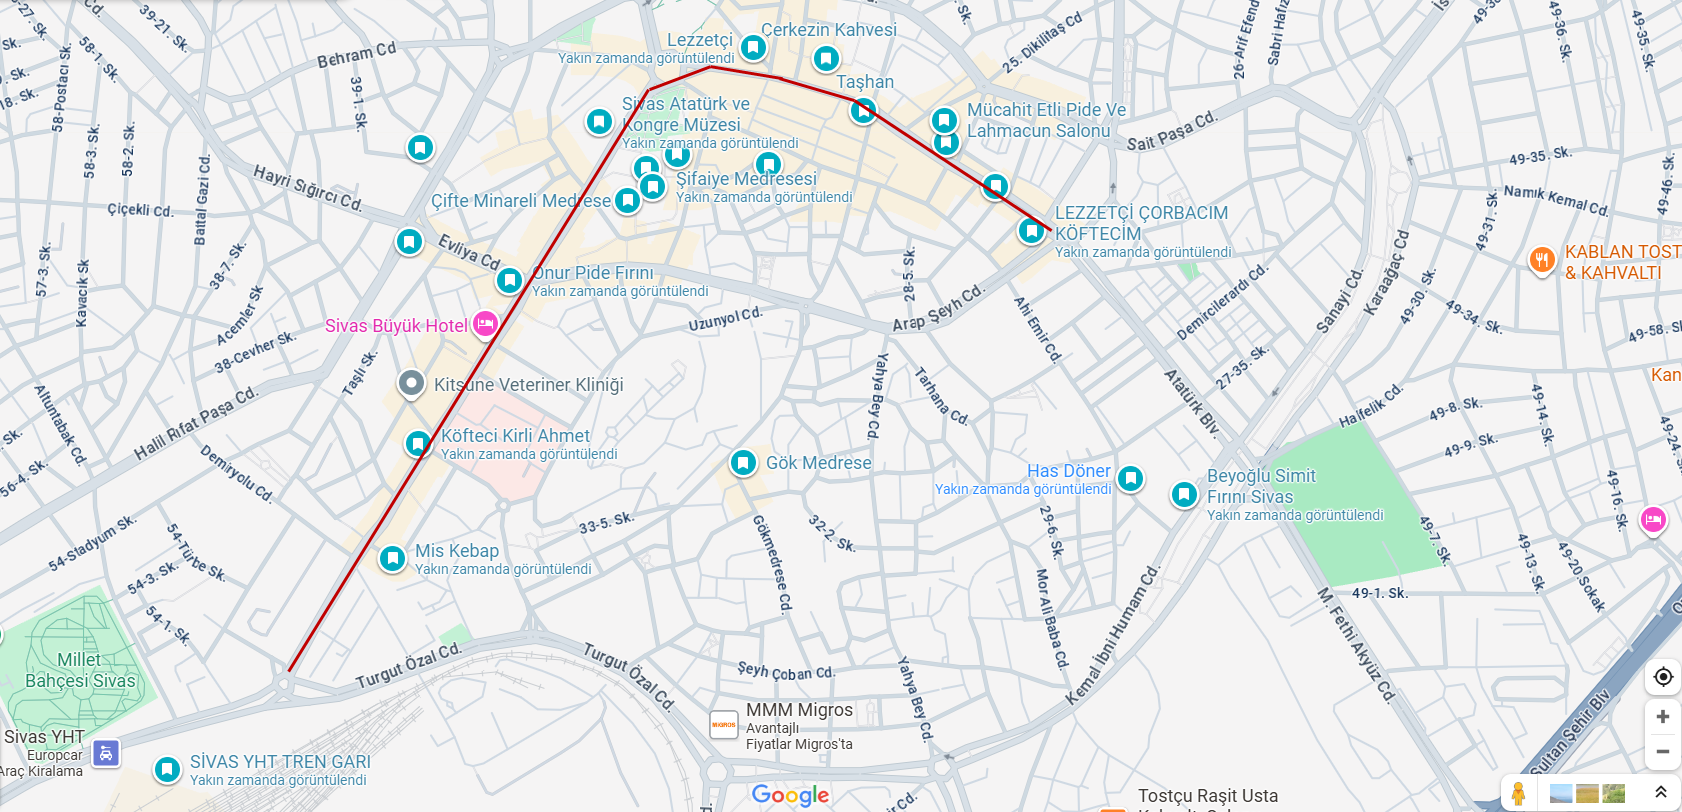 39-21. Sk.
58-1. Sk.
58-Postacı Sk.
18. Sk.
58-3. Sk.
58-2. Sk.
Behram Cd
39-1. Sk.
Battal Gazi Cd.
Çiçekli Cd.
Hayri Sığırcı Cd.
Lezzetçi
Yakın zamanda görüntülendi
Çerkezin Kahvesi
Taşhan
Sivas Atatürk ve
Kongre Müzesi
Yakın zamanda görüntülendi
Mücahit Etli Pide Ve
Lahmacun Salonu
25. Dikilitaş Cd
Sait Paşa Cd.
49-36. Sk.
49-35. Sk.
Namık Kemal Cd.
49-46. Sk.
49-31. Sk.
Şifaiye Medresesi
Yakın zamanda görüntülendi
Çifte Minareli Medrese
LEZZETÇİ ÇORBACIM
KÖFTECİM
Yakın zamanda görüntülendi
KABLAN TOST
& KAHVALTI
57-3. Sk.
Kavacık Sk
38-7. Sk.
Acemler Sk
38-Cevher Sk.
Evliya Cd.
Onur Pide Fırını
Yakın zamanda görüntülendi
Sivas Büyük Hotel
Uzunyol Cd.
28-5. Sk.
Arap Şeyh Cd.
Ahi Emir Cd.
Demircilerardı Cd.
Sanayi Cd.
Karaağaç Cd
49-30. Sk.
49-34. Sk.
49-58. Sk
Kan
Taşlı Sk.
Kitsune Veteriner Kliniği
Halil Rıfat Paşa Cd.
Altuntabak Cd.
Yahya Bey Cd.
Tarhana Cd.
Atatürk Blv.
27-35. Sk.
Halfelik Cd.
49-8. Sk.
49-9. Sk.
49-14. Sk.
49-24. Sk.
Köfteci Kirli Ahmet
Yakın zamanda görüntülendi
Demiryolu Cd.
56-4. Sk.
Gök Medrese
Has Döner
Yakın zamanda görüntülendi
Beyoğlu Simit
Fırını Sivas
Yakın zamanda görüntülendi
49-16. Sk.
54-Stadyum Sk.
54-Türbe Sk.
33-5. Sk.
32-2. Sk.
Gökmedrese Cd.
29-6. Sk.
49-7. Sk.
49-13. Sk.
49-20.Sokak
Mis Kebap
Yakın zamanda görüntülendi
54-3. Sk.
54-1. Sk.
Mor Ali Baba Cd.
Kemal İbni Humam Cd.
49-1. Sk.
M. Fethi Akyüz Cd.
Millet
Bahçesi Sivas
Turgut Özal Cd.
Turgut Özal Cd.
Şeyh Çoban Cd.
Yahya Bey Cd.
Sultan Şehir Blv
MİGROS
MMM Migros
Avantajlı
Fiyatlar Migros'ta
Sivas YHT
Europcar
Araç Kiralama
SİVAS YHT TREN GARI
Yakın zamanda görüntülendi
Google
Tostçu Raşit Usta